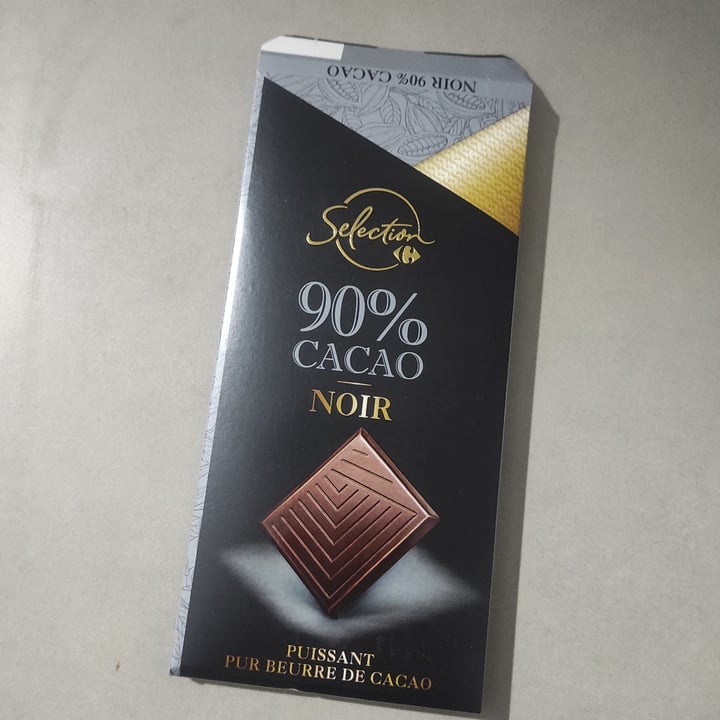 NOIR 90% CACAO
Selection
90%
CACAO
NOIR
PUISSANT
PUR BEURRE DE CACAO